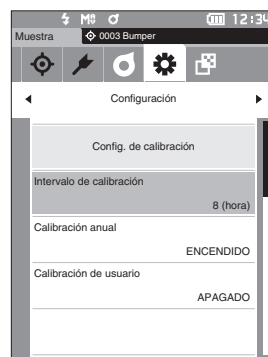 M 12:34
Muestra 0003 Bumper
Configuración
Config. de calibración
Intervalo de calibración
8 (hora)
Calibración anual
ENCENDIDO
Calibración de usuario
APAGADO